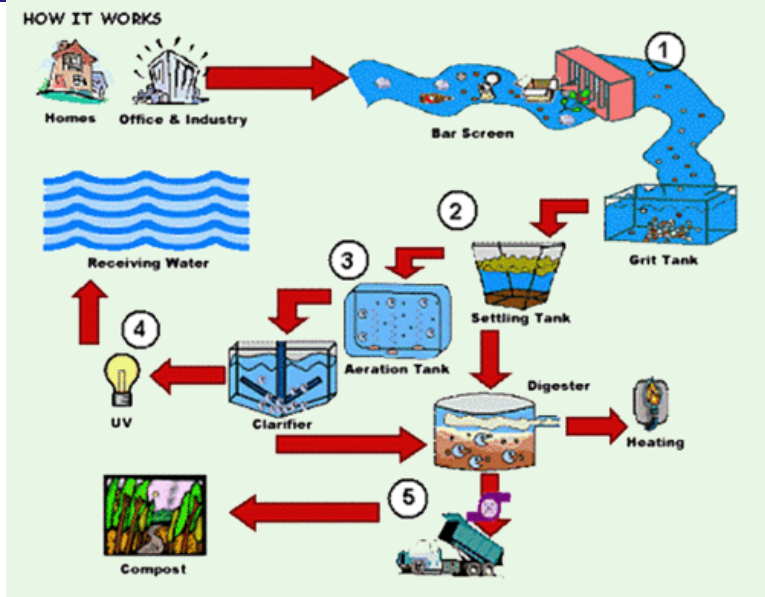 HOW IT WORKS
1
Homes
Office & Industry
Bar Screen
2
Receiving Water
3
Grit Tank
Settling Tank
4
Aeration Tank
Digester
UV
Clarifier
Heating
5
Compost